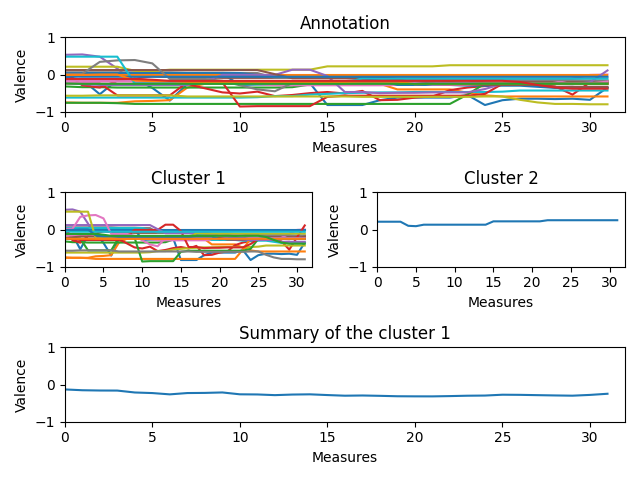 Annotation
1
0
−1
Valence
0 5 10 15 20 25 30
Measures
Cluster 1 Cluster 2
1 1
0 0
−1 −1
Valence Valence
0 5 10 15 20 25 30 0 5 10 15 20 25 30
Measures Measures
Summary of the cluster 1
1
0
−1
Valence
0 5 10 15 20 25 30
Measures